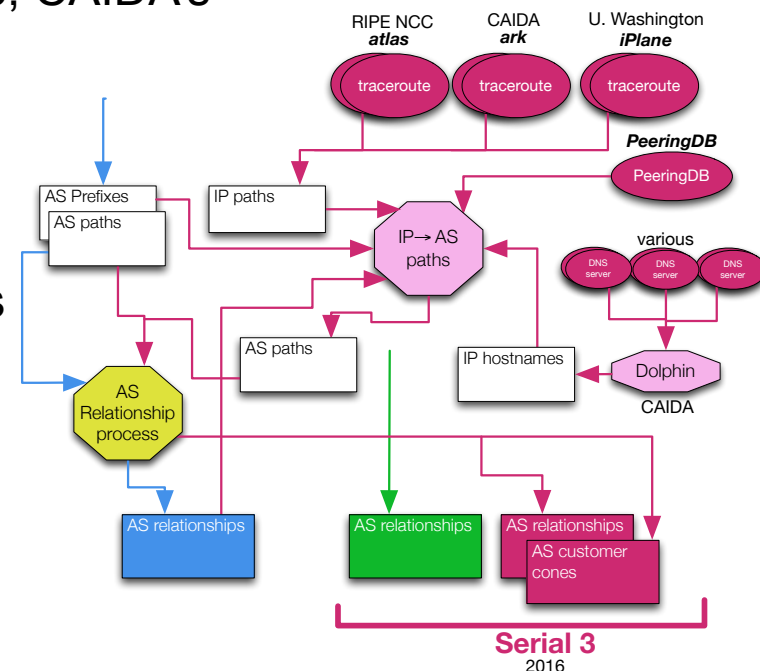 , CAIDA's
RIPE NCC
atlas
CAIDA
ark
U. Washington
iPlane
traceroute
traceroute
traceroute
PeeringDB
PeeringDB
AS Prefixes
AS paths
IP paths
IP→ AS
paths
various
DNS
server
DNS
server
DNS
server
s
AS paths
IP hostnames
Dolphin
CAIDA
AS
Relationship
process
AS relationships
AS relationships
AS relationships
AS customer
cones
Serial 3
2016